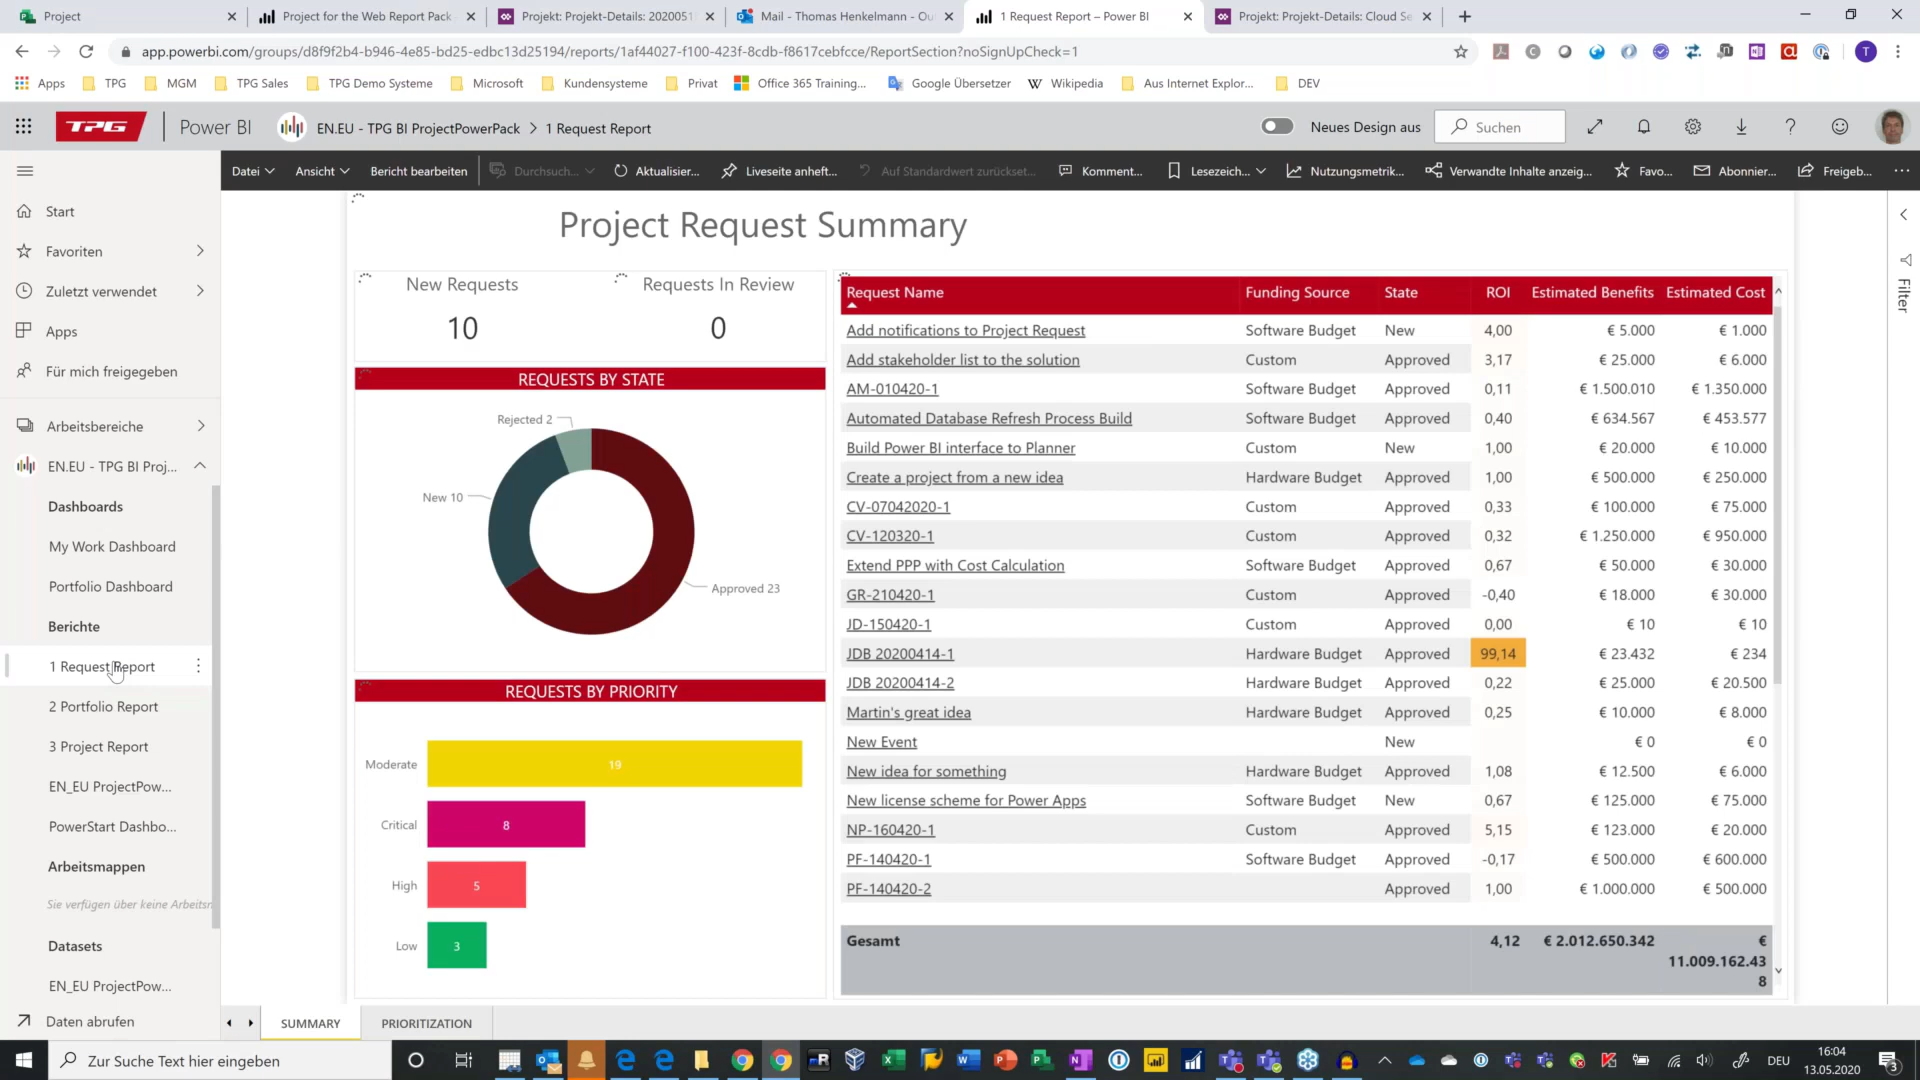 Project
Project for the Web Report Pack
Projekt: Projekt-Details: 2020051
Mail - Thomas Henkelmann - Ou
1 Request Report – Power BI
Projekt: Projekt-Details: Cloud Se
app.powerbi.com/groups/d8f9f2b4-b946-4e85-bd25-edbc13d25194/reports/1af44027-f100-423f-8cdb-f8617cebfcce/ReportSection?noSignUpCheck=1
T
Apps
TPG
MGM
TPG Sales
TPG Demo Systeme
Microsoft
Kundensysteme
Privat
Office 365 Training...
Google Übersetzer
Wikipedia
Aus Internet Explor...
DEV
TPG
Power BI
EN.EU - TPG BI ProjectPowerPack > 1 Request Report
Neues Design aus
Suchen
Datei
Ansicht
Bericht bearbeiten
Durchsuch...
Aktualisier...
Liveseite anheft...
Auf Standardwert zurückset...
Komment...
Lesezeich...
Nutzungsmetrik...
Verwandte Inhalte anzeig...
Favo...
Abonnier...
Freigeb...
Start
Favoriten
Zuletzt verwendet
Apps
Für mich freigegeben
Arbeitsbereiche
EN.EU - TPG BI Proj...
Dashboards
My Work Dashboard
Portfolio Dashboard
Berichte
1 Request Report
2 Portfolio Report
3 Project Report
EN_EU ProjectPow...
PowerStart Dashbo...
Arbeitsmappen
Sie verfügen über keine Arbeitsm
Datasets
EN_EU ProjectPow...
Daten abrufen
Project Request Summary
New Requests
10
Requests In Review
0
REQUESTS BY STATE
Rejected 2
New 10
Approved 23
REQUESTS BY PRIORITY
Moderate 19
Critical 8
High 5
Low 3
Request Name Funding Source State ROI Estimated Benefits Estimated Cost
Add notifications to Project Request Software Budget New 4,00 € 5.000 € 1.000
Add stakeholder list to the solution Custom Approved 3,17 € 25.000 € 6.000
AM-010420-1 Software Budget Approved 0,11 € 1.500.010 € 1.350.000
Automated Database Refresh Process Build Software Budget Approved 0,40 € 634.567 € 453.577
Build Power BI interface to Planner Custom New 1,00 € 20.000 € 10.000
Create a project from a new idea Hardware Budget Approved 1,00 € 500.000 € 250.000
CV-07042020-1 Custom Approved 0,33 € 100.000 € 75.000
CV-120320-1 Custom Approved 0,32 € 1.250.000 € 950.000
Extend PPP with Cost Calculation Software Budget Approved 0,67 € 50.000 € 30.000
GR-210420-1 Custom Approved -0,40 € 18.000 € 30.000
JD-150420-1 Custom Approved 0,00 € 10 € 10
JDB 20200414-1 Hardware Budget Approved 99,14 € 23.432 € 234
JDB 20200414-2 Hardware Budget Approved 0,22 € 25.000 € 20.500
Martin's great idea Hardware Budget Approved 0,25 € 10.000 € 8.000
New Event New € 0 € 0
New idea for something Hardware Budget Approved 1,08 € 12.500 € 6.000
New license scheme for Power Apps Software Budget New 0,67 € 125.000 € 75.000
NP-160420-1 Custom Approved 5,15 € 123.000 € 20.000
PF-140420-1 Software Budget Approved -0,17 € 500.000 € 600.000
PF-140420-2 Approved 1,00 € 1.000.000 € 500.000
Gesamt 4,12 € 2.012.650.342 €
11.009.162.43
8
Filter
SUMMARY
PRIORITIZATION
Zur Suche Text hier eingeben
DEU
16:04
13.05.2020
3